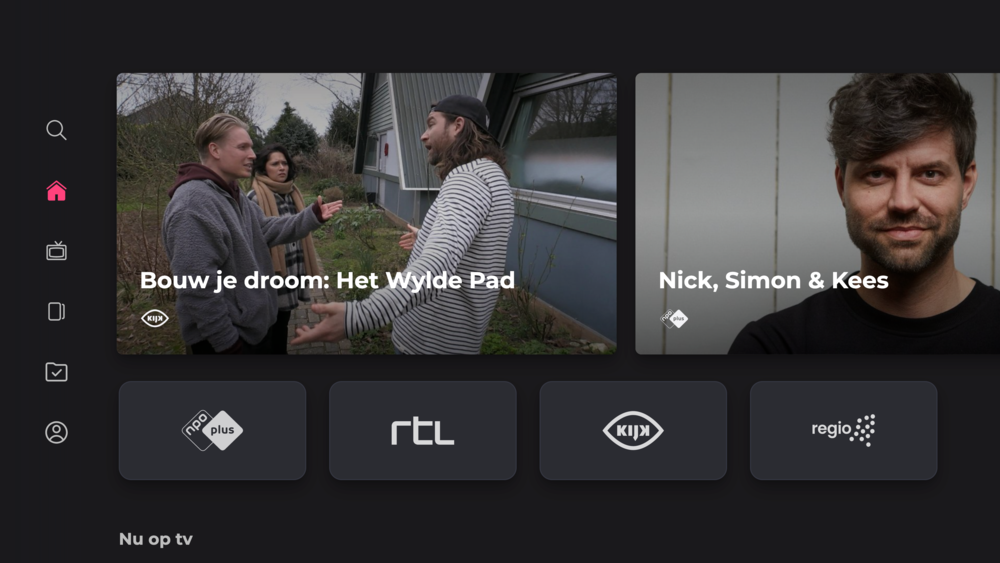 Bouw je droom: Het Wylde Pad
KIJK
Nick, Simon & Kees
npo plus
npo plus
rtl
KIJK
regio
Nu op tv